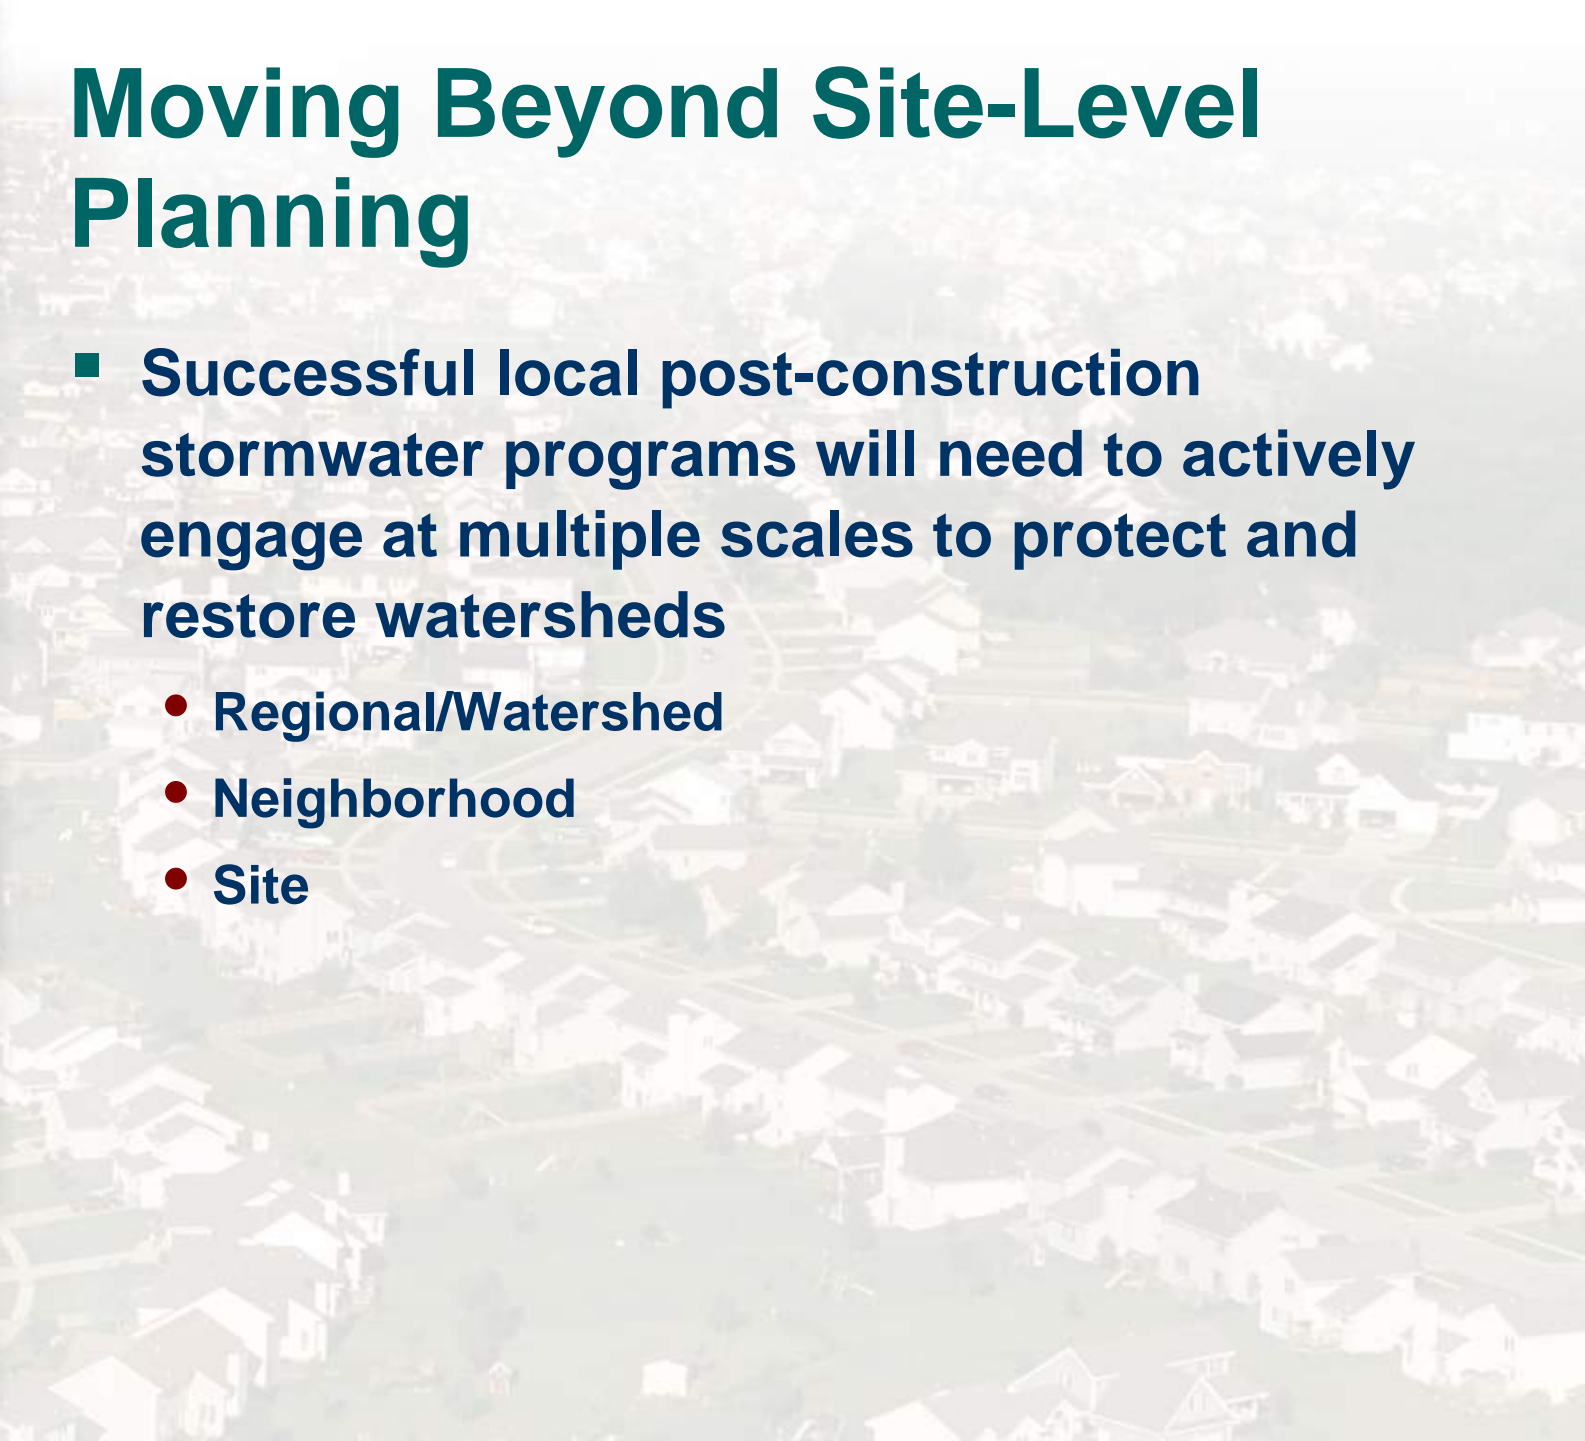 Moving Beyond Site-Level
Planning
Successful local post-construction
stormwater programs will need to actively
engage at multiple scales to protect and
restore watersheds
Regional/Watershed
Neighborhood
Site